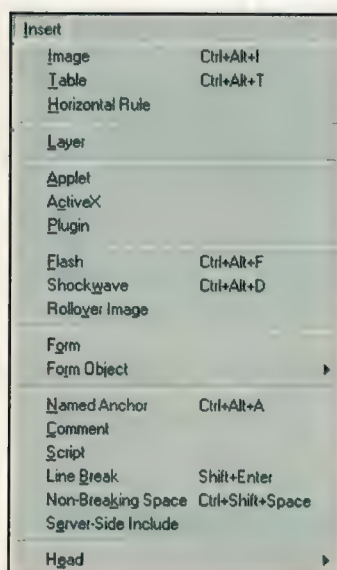 Insert
Image Ctrl+Alt+I
Table Ctrl+Alt+T
Horizontal Rule
Layer
Applet
ActiveX
Plugin
Flash Ctrl+Alt+F
Shockwave Ctrl+Alt+D
Rollover Image
Form
Form Object
Named Anchor Ctrl+Alt+A
Comment
Script
Line Break Shift+Enter
Non-Breaking Space Ctrl+Shift+Space
Server-Side Include
Head